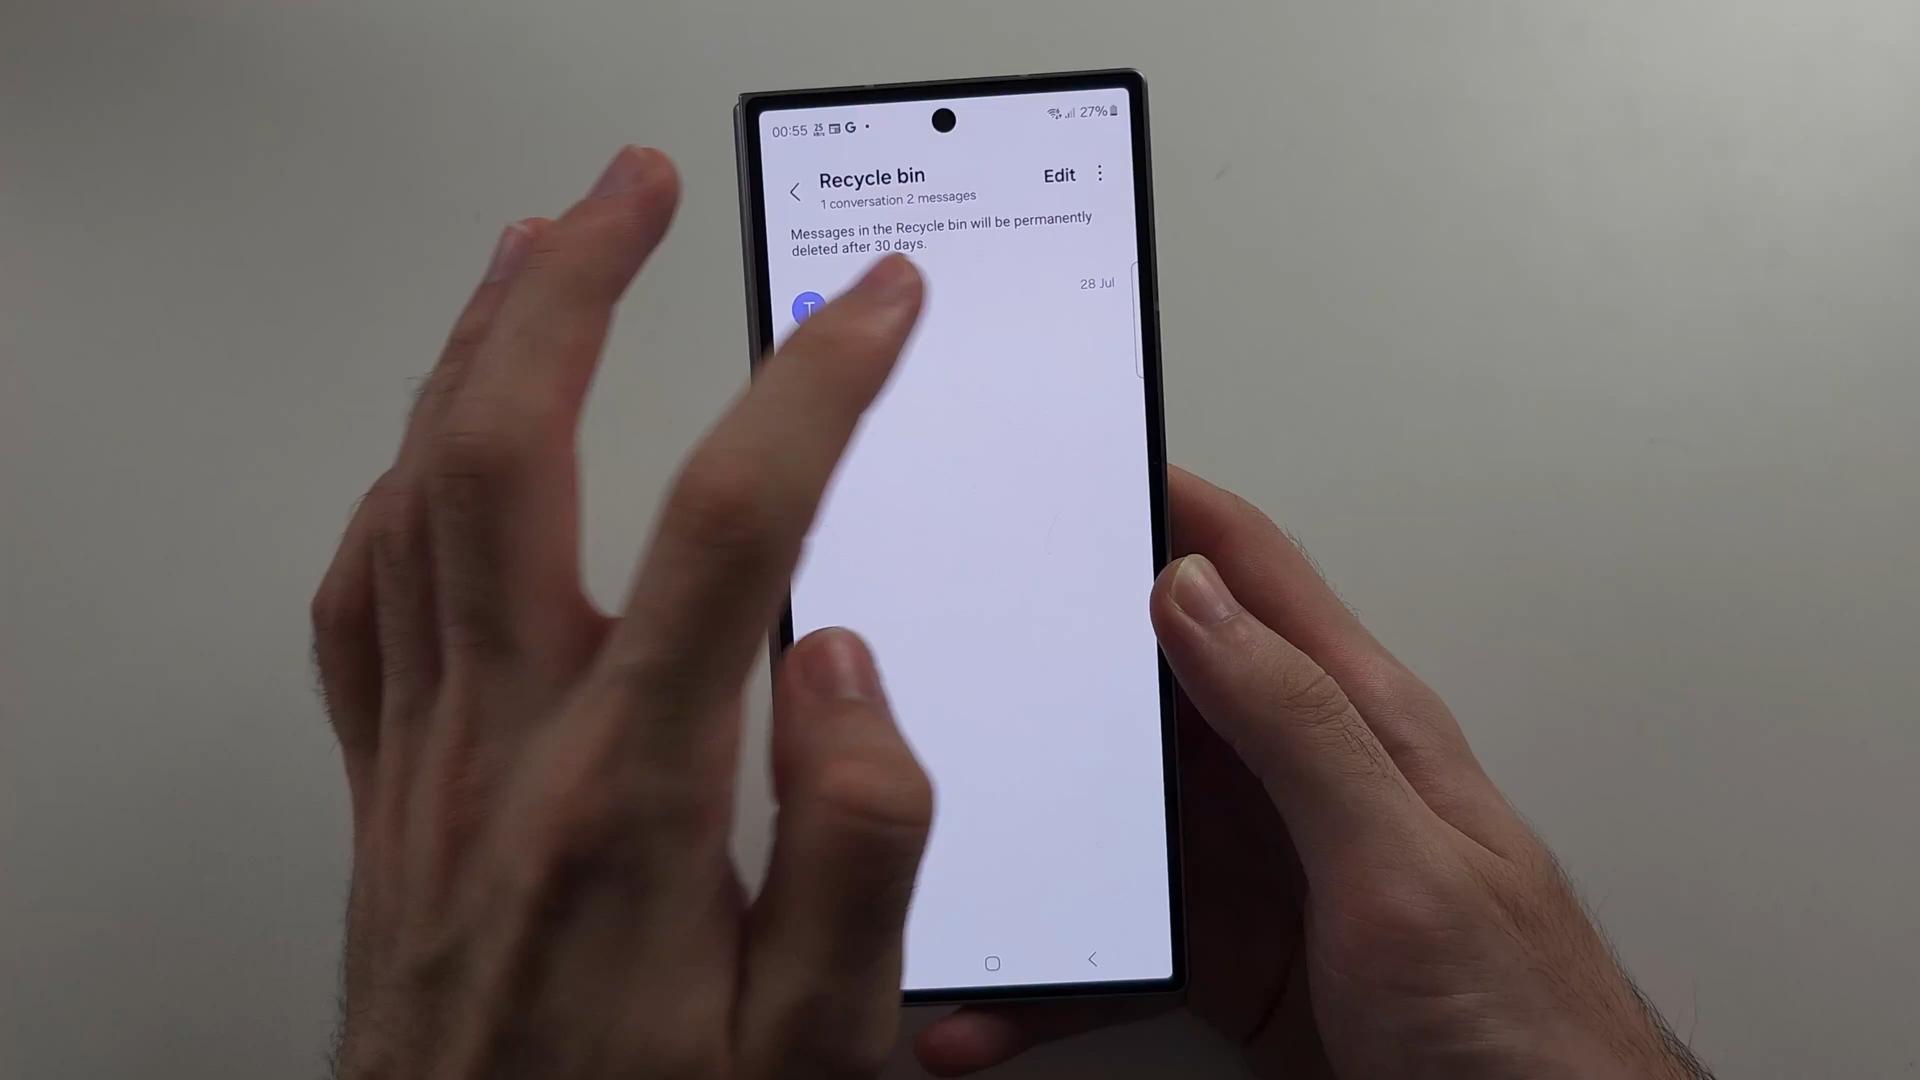 00:55 25 G 27%
Recycle bin
Edit
1 conversation 2 messages
Messages in the Recycle bin will be permanently
deleted after 30 days.
T
28 Jul